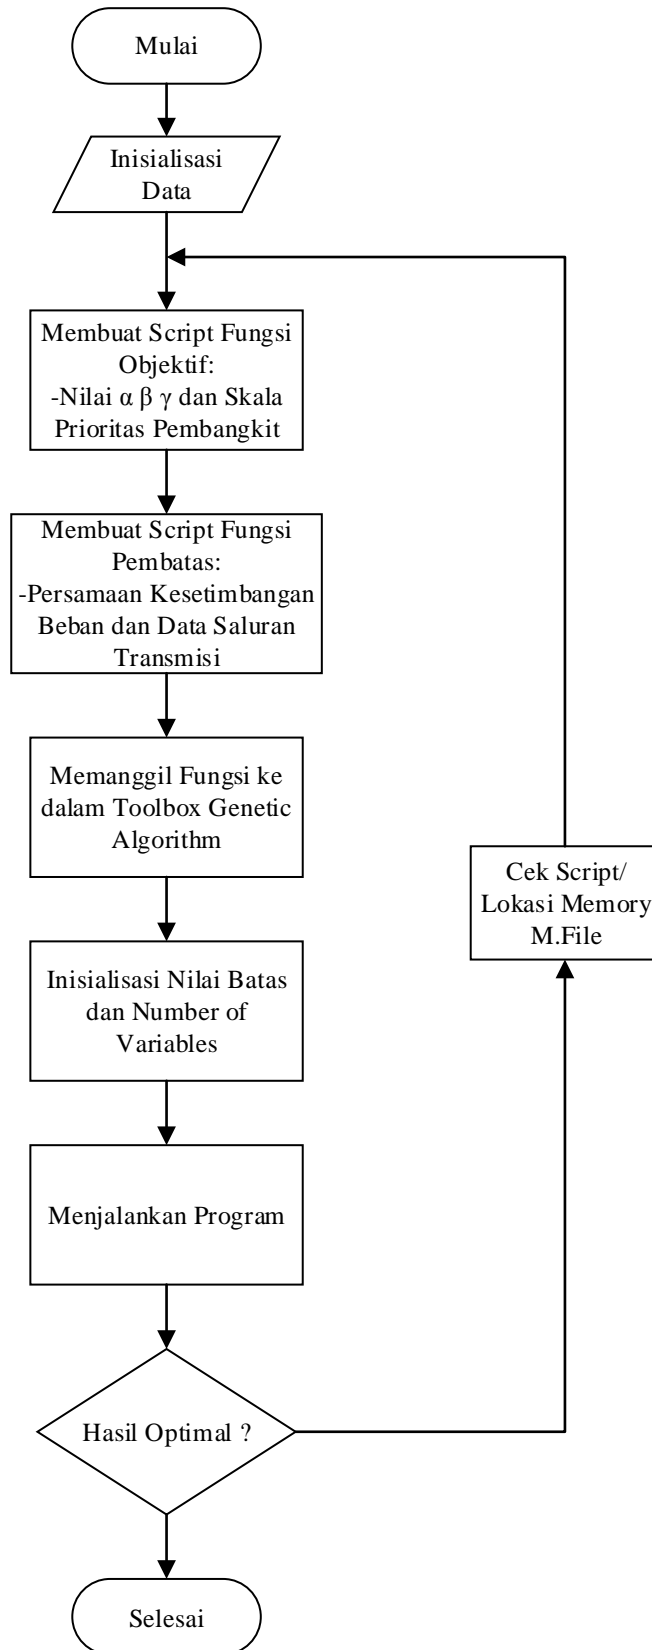 Mulai
Inisialisasi
Data
Membuat Script Fungsi
Objektif:
-Nilai α β γ dan Skala
Prioritas Pembangkit
Membuat Script Fungsi
Pembatas:
-Persamaan Kesetimbangan
Beban dan Data Saluran
Transmisi
Memanggil Fungsi ke
dalam Toolbox Genetic
Algorithm
Cek Script/
Lokasi Memory
M.File
Inisialisasi Nilai Batas
dan Number of
Variables
Menjalankan Program
Hasil Optimal ?
Selesai